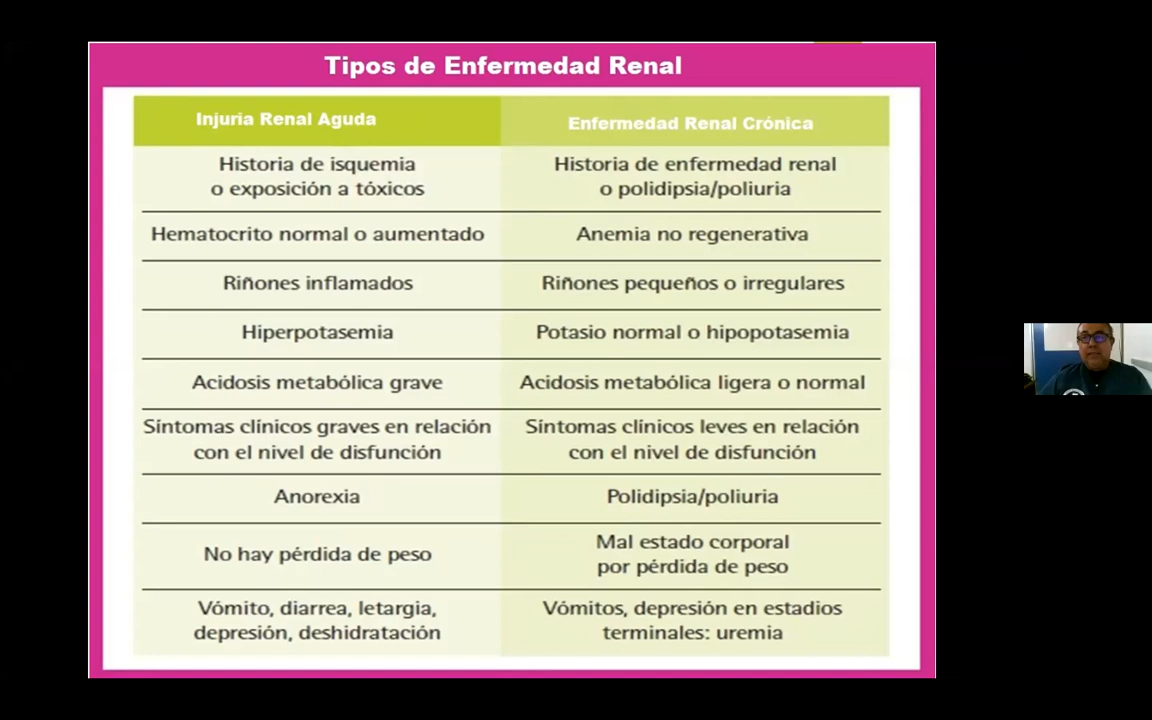 Tipos de Enfermedad Renal
Injuria Renal Aguda
Enfermedad Renal Crónica
Historia de isquemia
o exposición a tóxicos
Historia de enfermedad renal
o polidipsia/poliuria
Hematocrito normal o aumentado
Anemia no regenerativa
Riñones inflamados
Riñones pequeños o irregulares
Hiperpotasemia
Potasio normal o hipopotasemia
Acidosis metabólica grave
Acidosis metabólica ligera o normal
Síntomas clínicos graves en relación
con el nivel de disfunción
Síntomas clínicos leves en relación
con el nivel de disfunción
Anorexia
Polidipsia/poliuria
No hay pérdida de peso
Mal estado corporal
por pérdida de peso
Vómito, diarrea, letargia,
depresión, deshidratación
Vómitos, depresión en estadios
terminales: uremia